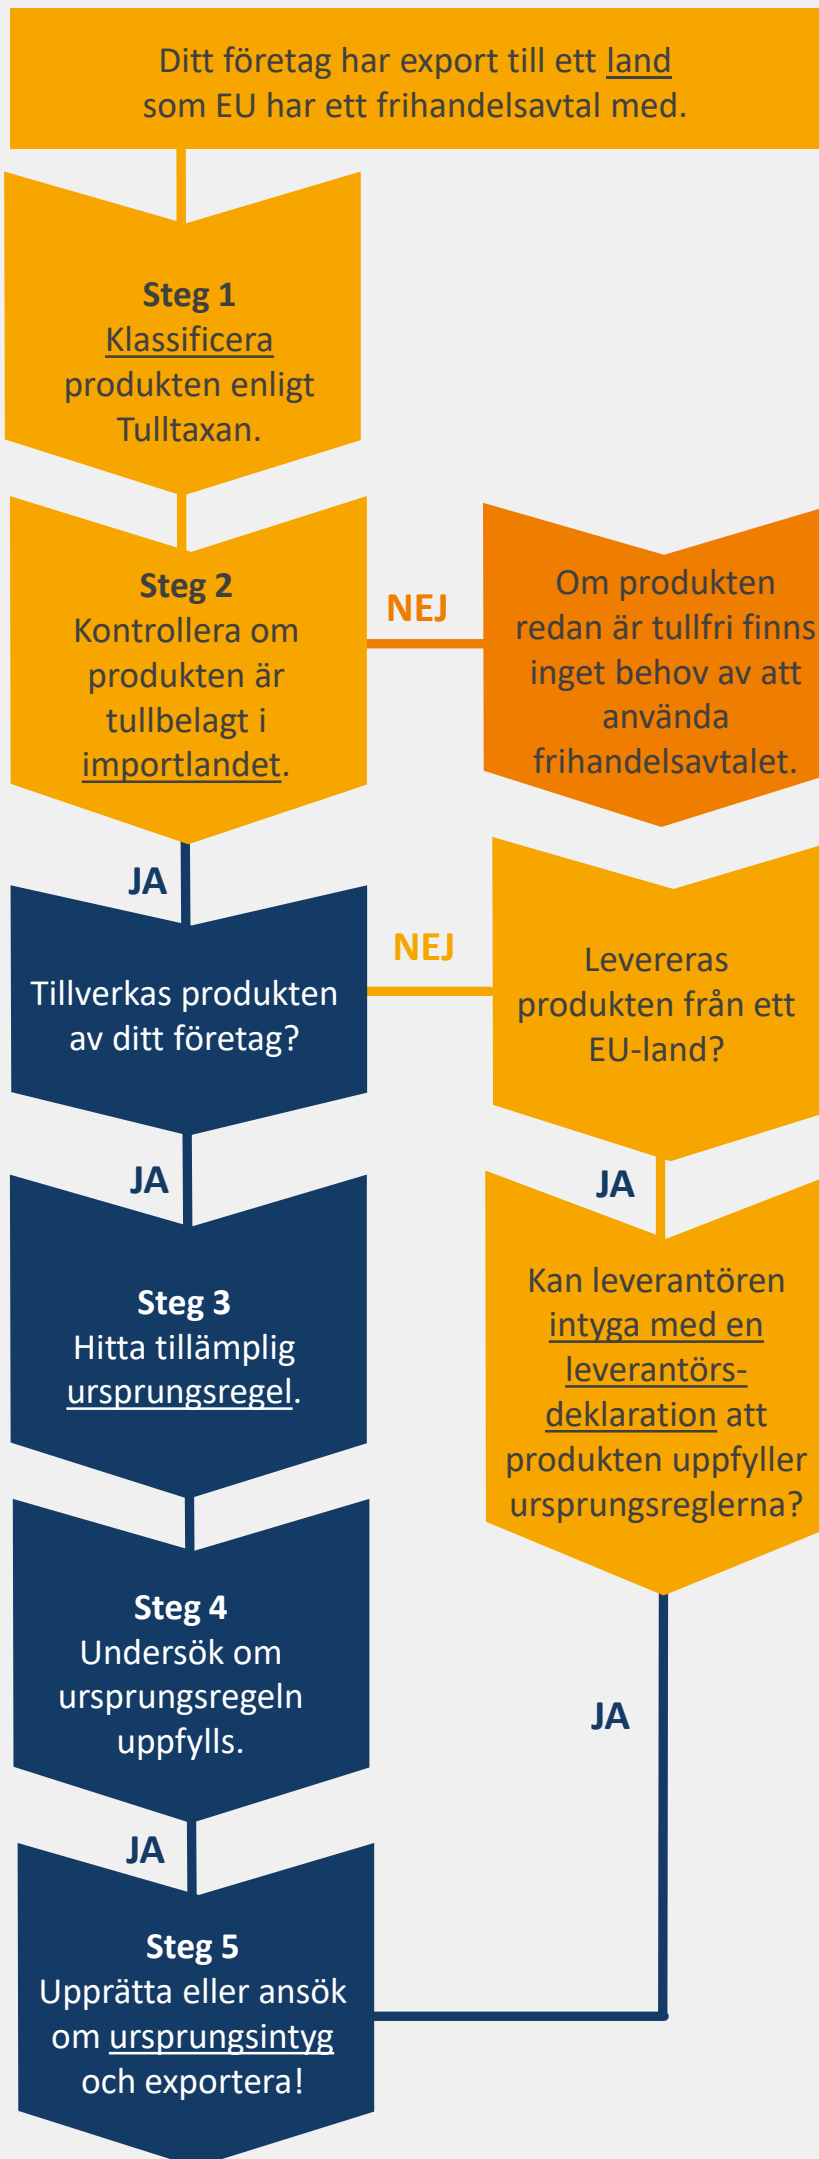 Ditt företag har export till ett land
som EU har ett frihandelsavtal med.
Steg 1
Klassificera
produkten enligt
Tulltaxan.
Steg 2
Kontrollera om
produkten är
tullbelagt i
importlandet.
NEJ
Om produkten
redan är tullfri finns
inget behov av att
använda
frihandelsavtalet.
JA
Tillverkas produkten
av ditt företag?
NEJ
Levereras
produkten från ett
EU-land?
JA
JA
Steg 3
Hitta tillämplig
ursprungsregel.
Kan leverantören
intyga med en
leverantörs-
deklaration att
produkten uppfyller
ursprungsreglerna?
Steg 4
Undersök om
ursprungsregeln
uppfylls.
JA
JA
Steg 5
Upprätta eller ansök
om ursprungsintyg
och exportera!